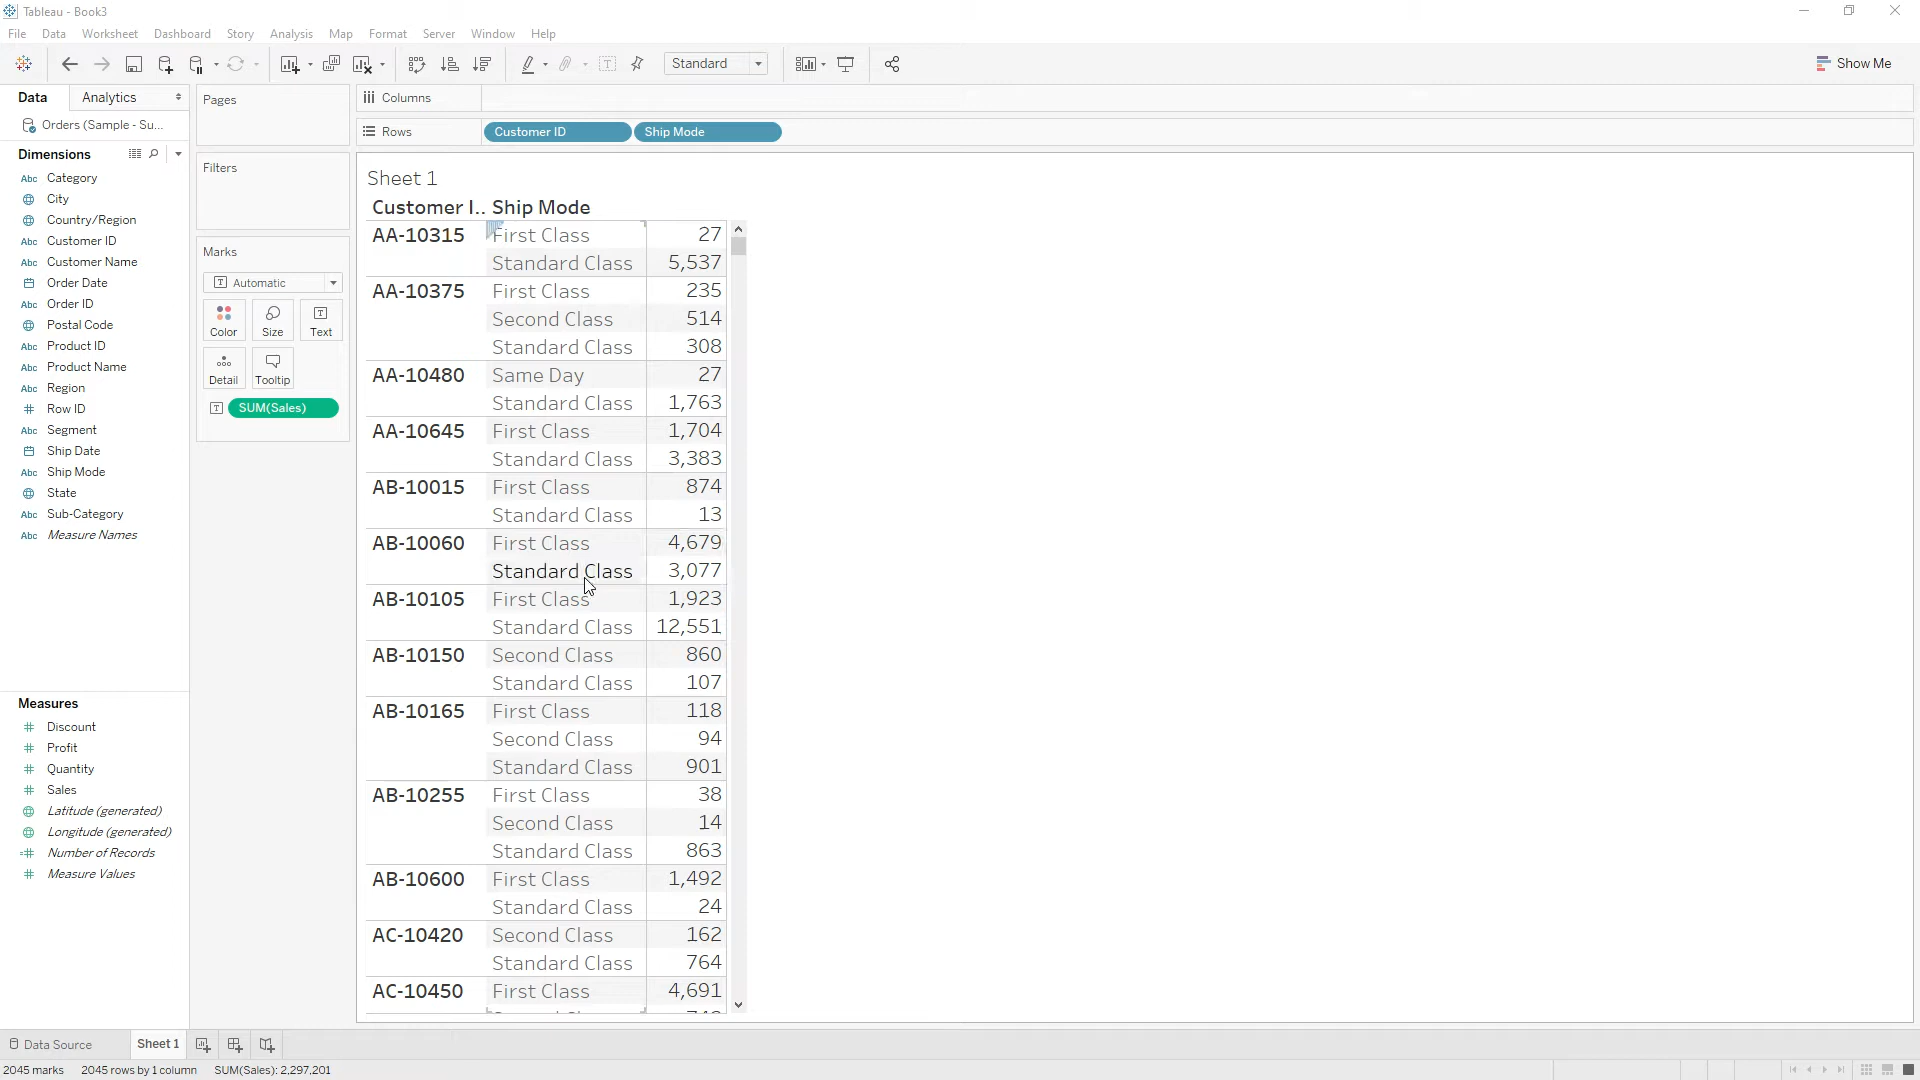 Tableau - Book3
File Data Worksheet Dashboard Story Analysis Map Format Server Window Help
Standard
Show Me
Data Analytics
Orders (Sample - Su...
Dimensions
Abc Category
City
Country/Region
Abc Customer ID
Abc Customer Name
Order Date
Abc Order ID
Postal Code
Abc Product ID
Abc Product Name
Abc Region
# Row ID
Abc Segment
Ship Date
Abc Ship Mode
State
Abc Sub-Category
Abc Measure Names
Measures
# Discount
# Profit
# Quantity
# Sales
Latitude (generated)
Longitude (generated)
=# Number of Records
# Measure Values
Pages
Filters
Marks
T Automatic
Color Size T Text
Detail Tooltip
T SUM(Sales)
Columns
Rows Customer ID Ship Mode
Sheet 1
Customer I.. Ship Mode
AA-10315 First Class 27
Standard Class 5,537
AA-10375 First Class 235
Second Class 514
Standard Class 308
AA-10480 Same Day 27
Standard Class 1,763
AA-10645 First Class 1,704
Standard Class 3,383
AB-10015 First Class 874
Standard Class 13
AB-10060 First Class 4,679
Standard Class 3,077
AB-10105 First Class 1,923
Standard Class 12,551
AB-10150 Second Class 860
Standard Class 107
AB-10165 First Class 118
Second Class 94
Standard Class 901
AB-10255 First Class 38
Second Class 14
Standard Class 863
AB-10600 First Class 1,492
Standard Class 24
AC-10420 Second Class 162
Standard Class 764
AC-10450 First Class 4,691
Data Source Sheet 1
2045 marks 2045 rows by 1 column SUM(Sales): 2,297,201